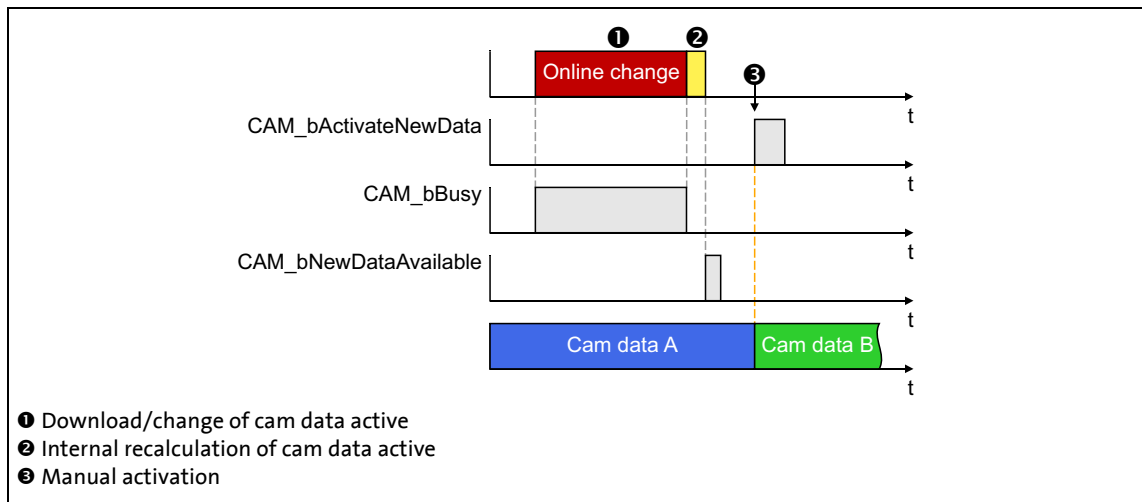 ❶ ❷
Online change
❸
t
CAM_bActivateNewData
t
CAM_bBusy
t
CAM_bNewDataAvailable
t
Cam data A Cam data B
t
❶ Download/change of cam data active
❷ Internal recalculation of cam data active
❸ Manual activation